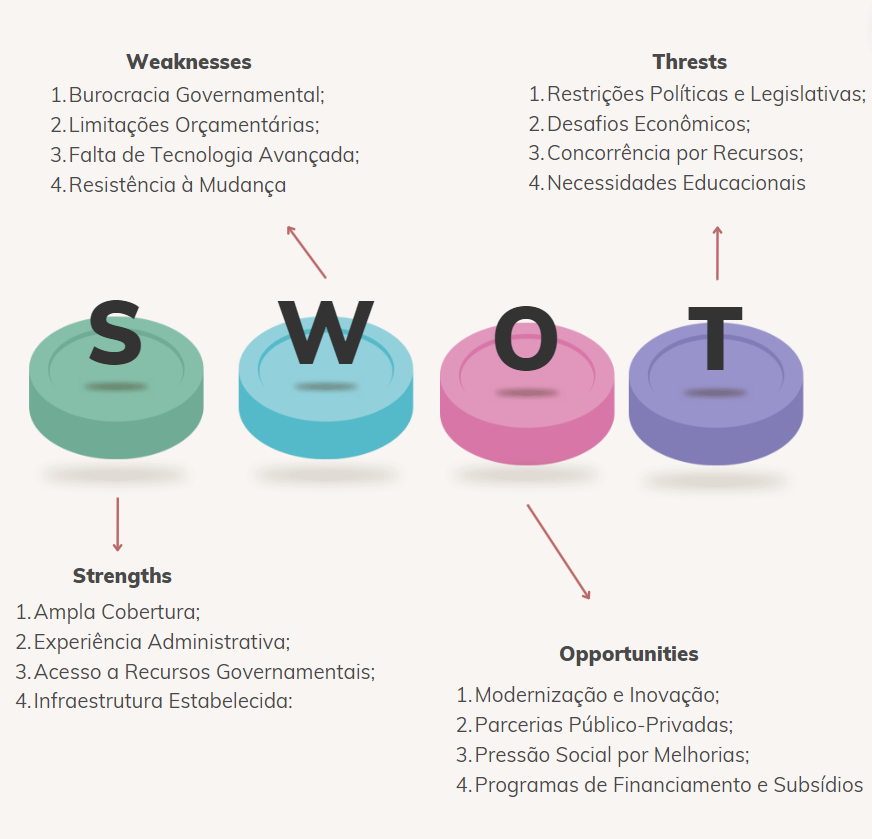 Weaknesses
1.Burocracia Governamental;
2.Limitações Orçamentárias;
3.Falta de Tecnologia Avançada;
4.Resistência à Mudança
Thrests
1.Restrições Políticas e Legislativas;
2.Desafios Econômicos;
3.Concorrência por Recursos;
4.Necessidades Educacionais
S W O T
Strengths
1.Ampla Cobertura;
2.Experiência Administrativa;
3.Acesso a Recursos Governamentais;
4.Infraestrutura Estabelecida:
Opportunities
1.Modernização e Inovação;
2.Parcerias Público-Privadas;
3.Pressão Social por Melhorias;
4.Programas de Financiamento e Subsídios